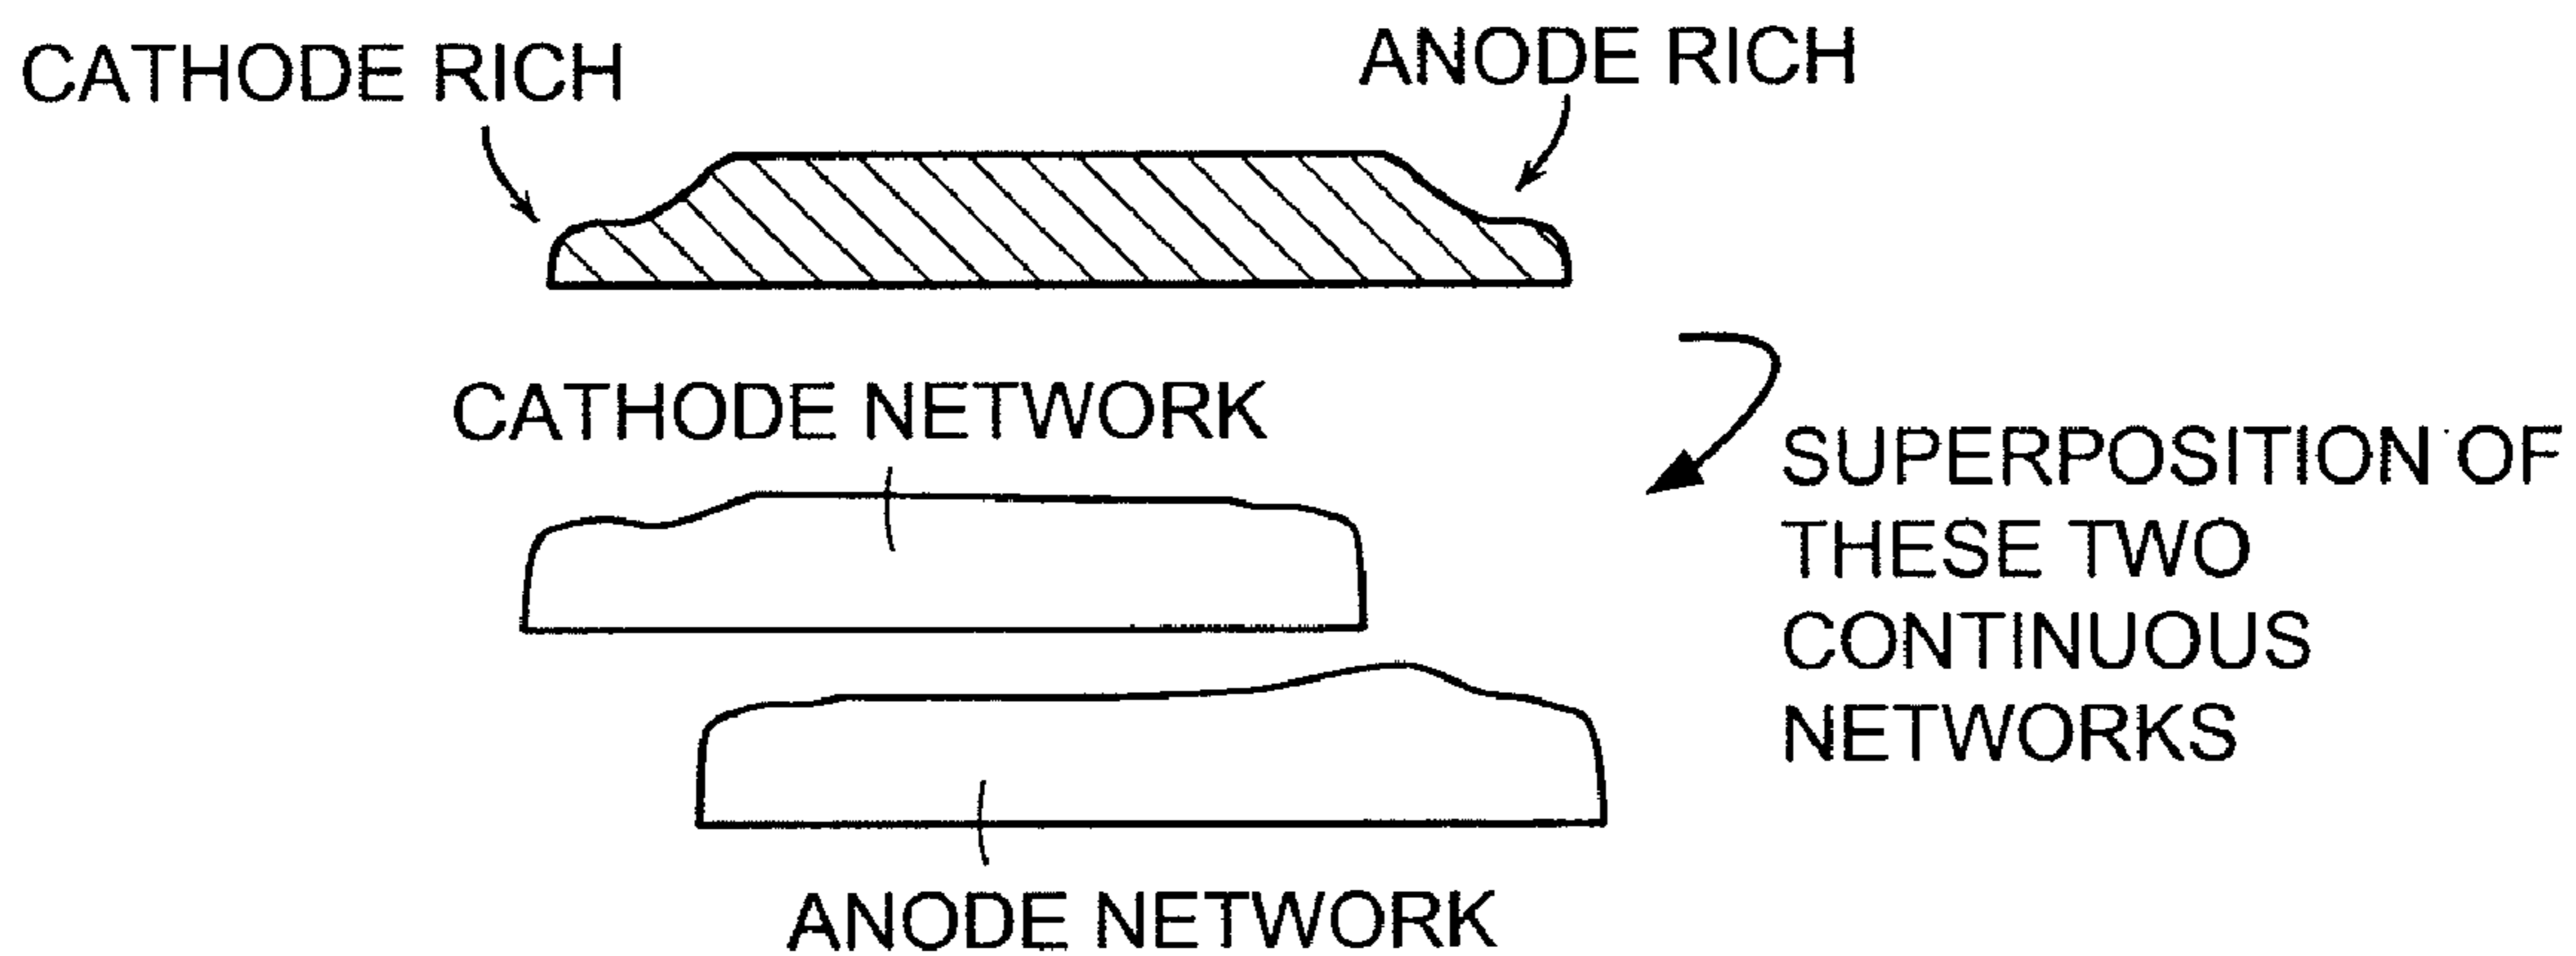 CATHODE RICH
ANODE RICH
CATHODE NETWORK
SUPERPOSITION OF
THESE TWO
CONTINUOUS
NETWORKS
ANODE NETWORK